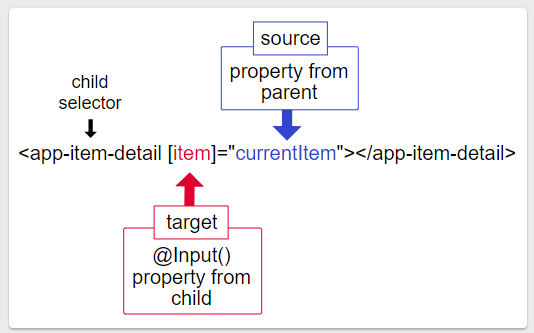 source
property from
parent
child
selector
<app-item-detail [item]="currentItem"></app-item-detail>
target
@Input()
property from
child